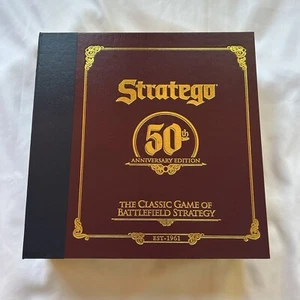 Stratego
50th
ANNIVERSARY EDITION
THE CLASSIC GAME OF
BATTLEFIELD STRATEGY
EST-1961